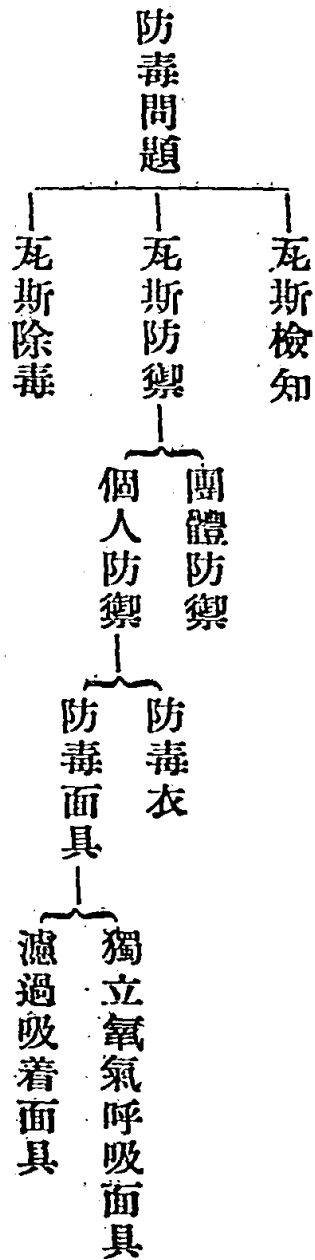 防毒問題
瓦斯檢知
瓦斯防禦
瓦斯除毒
團體防禦
個人防禦
防毒衣
防毒面具
獨立氧氣呼吸面具
濾過吸着面具